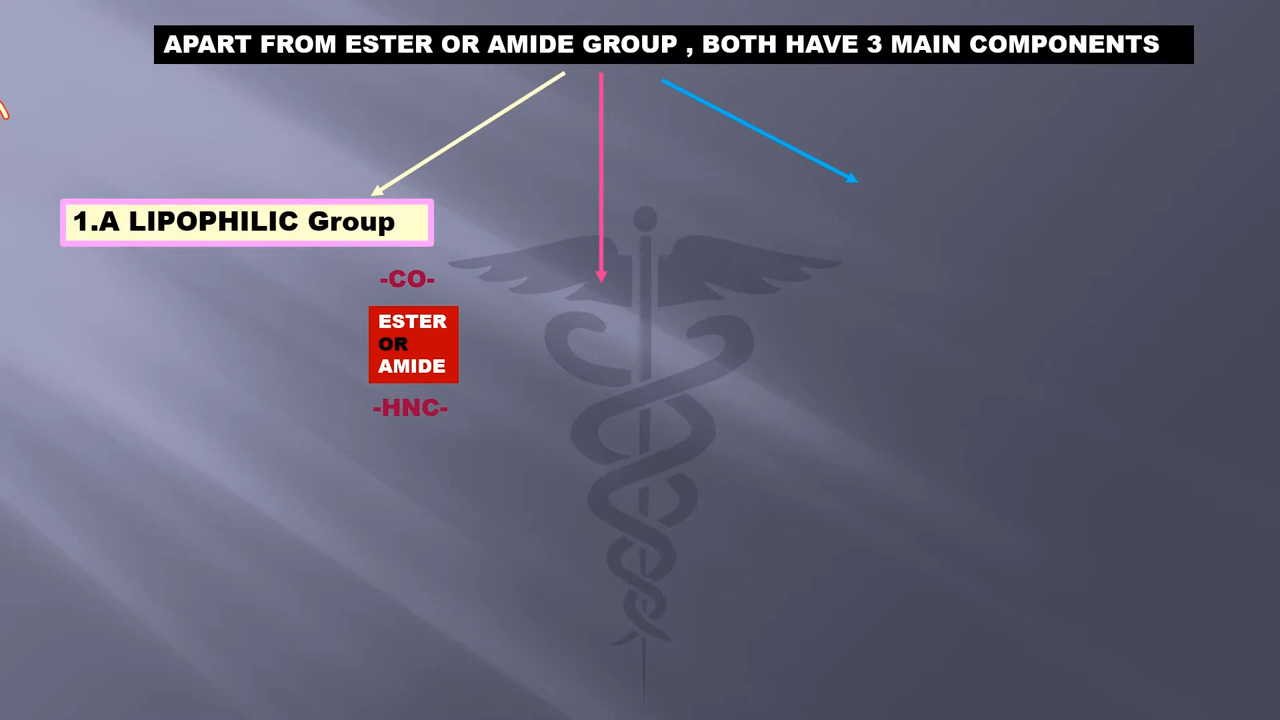 APART FROM ESTER OR AMIDE GROUP , BOTH HAVE 3 MAIN COMPONENTS
1.A LIPOPHILIC Group
-CO-
ESTER
OR
AMIDE
-HNC-